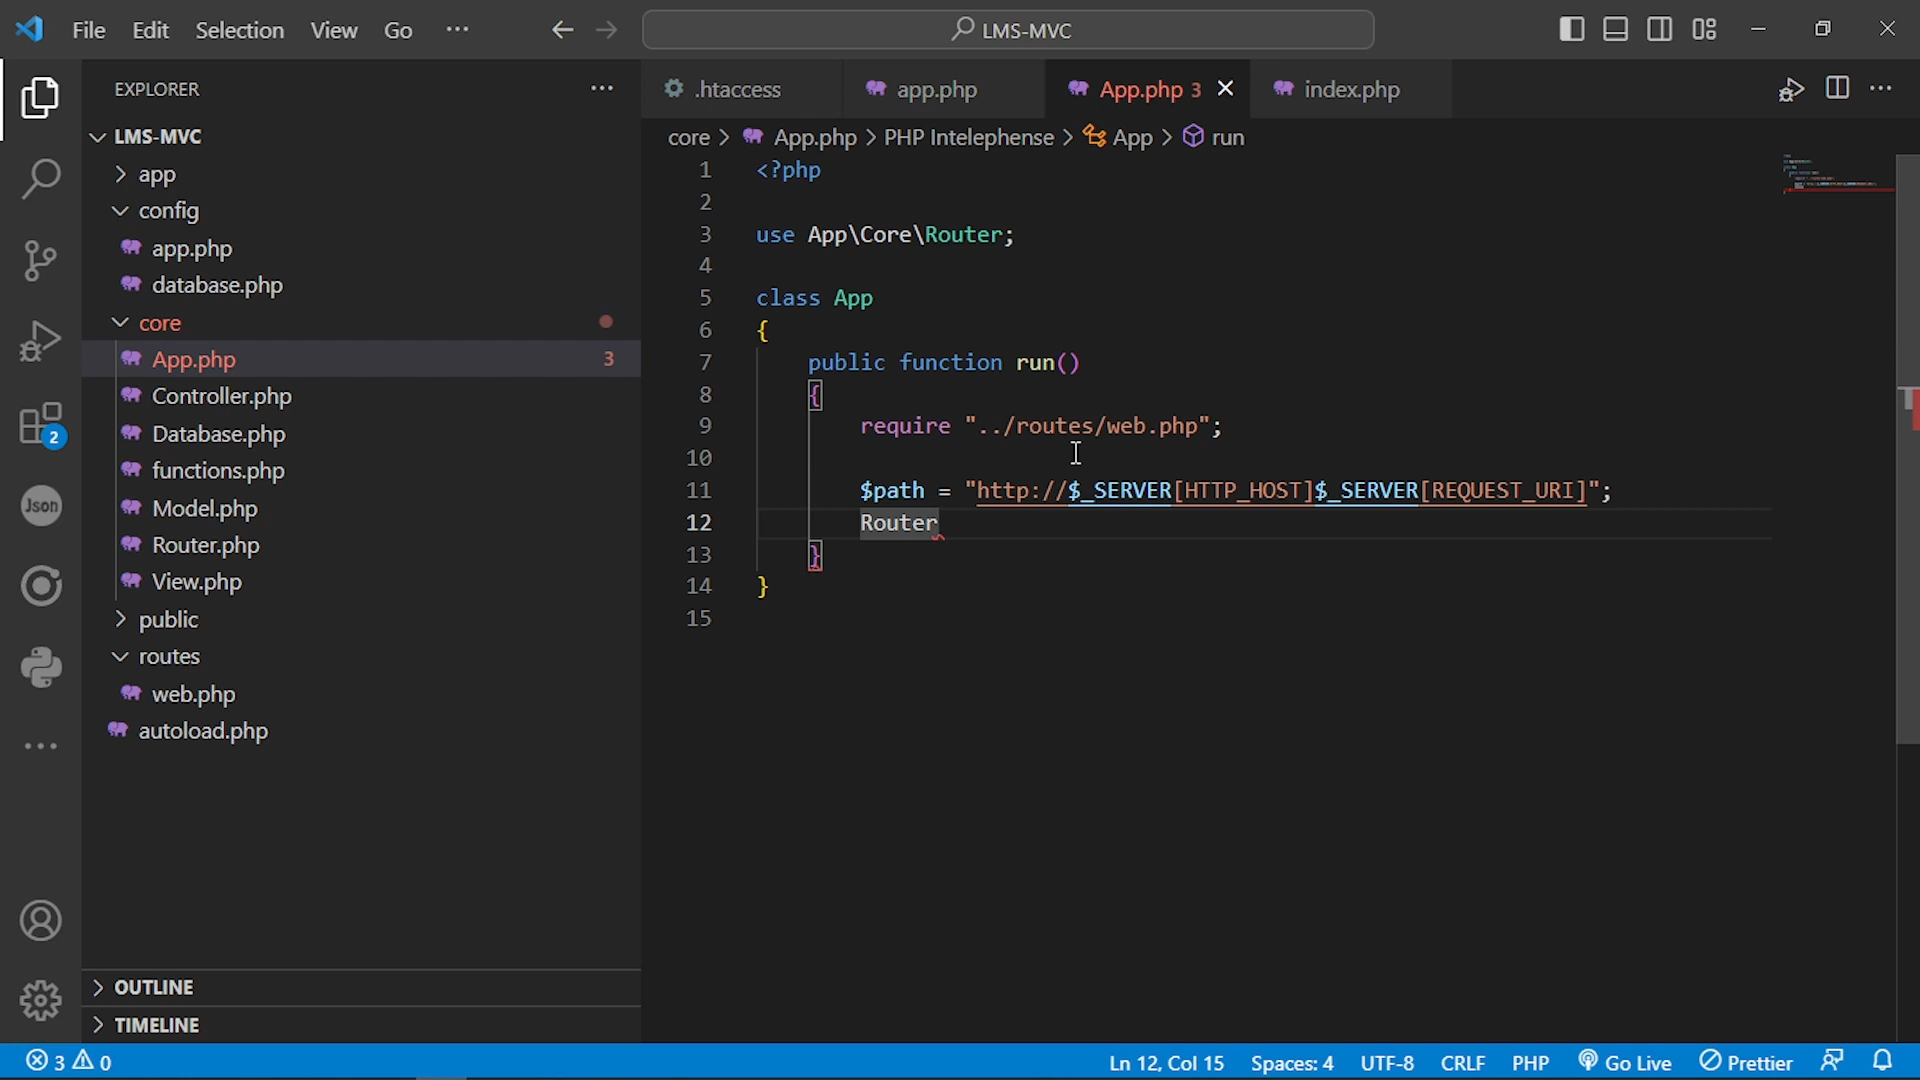 File Edit Selection View Go ··· LMS-MVC
EXPLORER ···
LMS-MVC
app
config
app.php
database.php
core
App.php 3
Controller.php
Database.php
functions.php
Model.php
Router.php
View.php
public
routes
web.php
autoload.php
OUTLINE
TIMELINE
2
Json
.htaccess app.php App.php 3 index.php
core > App.php > PHP Intelephense > App > run
1 <?php
2
3 use App\Core\Router;
4
5 class App
6 {
7 public function run()
8 {
9 require "../routes/web.php";
10
11 $path = "http://$_SERVER[HTTP_HOST]$_SERVER[REQUEST_URI]";
12 Router
13 }
14 }
15
3 0 Ln 12, Col 15 Spaces: 4 UTF-8 CRLF PHP Go Live Prettier